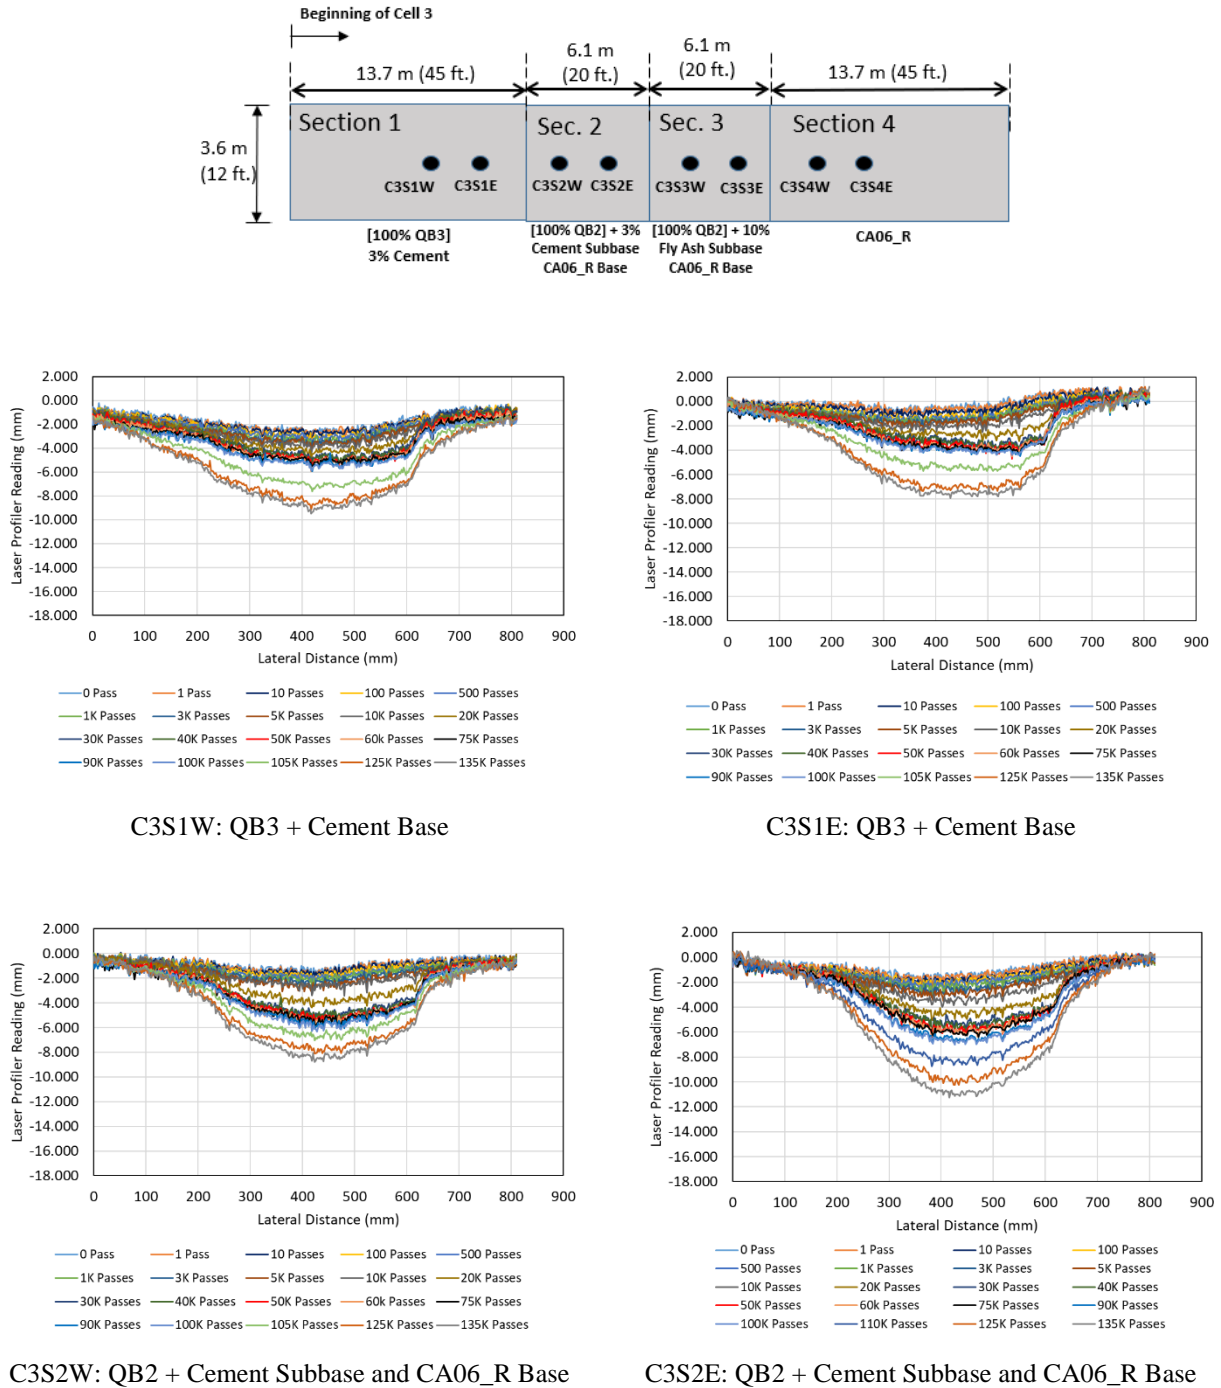 Beginning of Cell 3
13.7 m (45 ft.)
6.1 m
(20 ft.)
6.1 m
(20 ft.)
13.7 m (45 ft.)
3.6 m
(12 ft.)
Section 1
Sec. 2
Sec. 3
Section 4
C3S1W C3S1E C3S2W C3S2E C3S3W C3S3E C3S4W C3S4E
[100% QB3]
3% Cement
[100% QB2] + 3%
Cement Subbase
CA06_R Base
[100% QB2] + 10%
Fly Ash Subbase
CA06_R Base
CA06_R
Laser Profiler Reading (mm)
2.000
0.000
-2.000
-4.000
-6.000
-8.000
-10.000
-12.000
-14.000
-16.000
-18.000
0 100 200 300 400 500 600 700 800 900
Lateral Distance (mm)
0 Pass 1 Pass 10 Passes 100 Passes 500 Passes
1K Passes 3K Passes 5K Passes 10K Passes 20K Passes
30K Passes 40K Passes 50K Passes 60k Passes 75K Passes
90K Passes 100K Passes 105K Passes 125K Passes 135K Passes
C3S1W: QB3 + Cement Base
Laser Profiler Reading (mm)
2.000
0.000
-2.000
-4.000
-6.000
-8.000
-10.000
-12.000
-14.000
-16.000
-18.000
0 100 200 300 400 500 600 700 800 900
Lateral Distance (mm)
0 Pass 1 Pass 10 Passes 100 Passes 500 Passes
1K Passes 3K Passes 5K Passes 10K Passes 20K Passes
30K Passes 40K Passes 50K Passes 60k Passes 75K Passes
90K Passes 100K Passes 105K Passes 125K Passes 135K Passes
C3S1E: QB3 + Cement Base
Laser Profiler Reading (mm)
2.000
0.000
-2.000
-4.000
-6.000
-8.000
-10.000
-12.000
-14.000
-16.000
-18.000
0 100 200 300 400 500 600 700 800 900
Lateral Distance (mm)
0 Pass 1 Pass 10 Passes 100 Passes 500 Passes
1K Passes 3K Passes 5K Passes 10K Passes 20K Passes
30K Passes 40K Passes 50K Passes 60k Passes 75K Passes
90K Passes 100K Passes 105K Passes 125K Passes 135K Passes
C3S2W: QB2 + Cement Subbase and CA06_R Base
Laser Profiler Reading (mm)
2.000
0.000
-2.000
-4.000
-6.000
-8.000
-10.000
-12.000
-14.000
-16.000
-18.000
0 100 200 300 400 500 600 700 800 900
Lateral Distance (mm)
0 Pass 1 Pass 10 Passes 100 Passes
500 Passes 1K Passes 3K Passes 5K Passes
10K Passes 20K Passes 30K Passes 40K Passes
50K Passes 60k Passes 75K Passes 90K Passes
100K Passes 110K Passes 125K Passes 135K Passes
C3S2E: QB2 + Cement Subbase and CA06_R Base